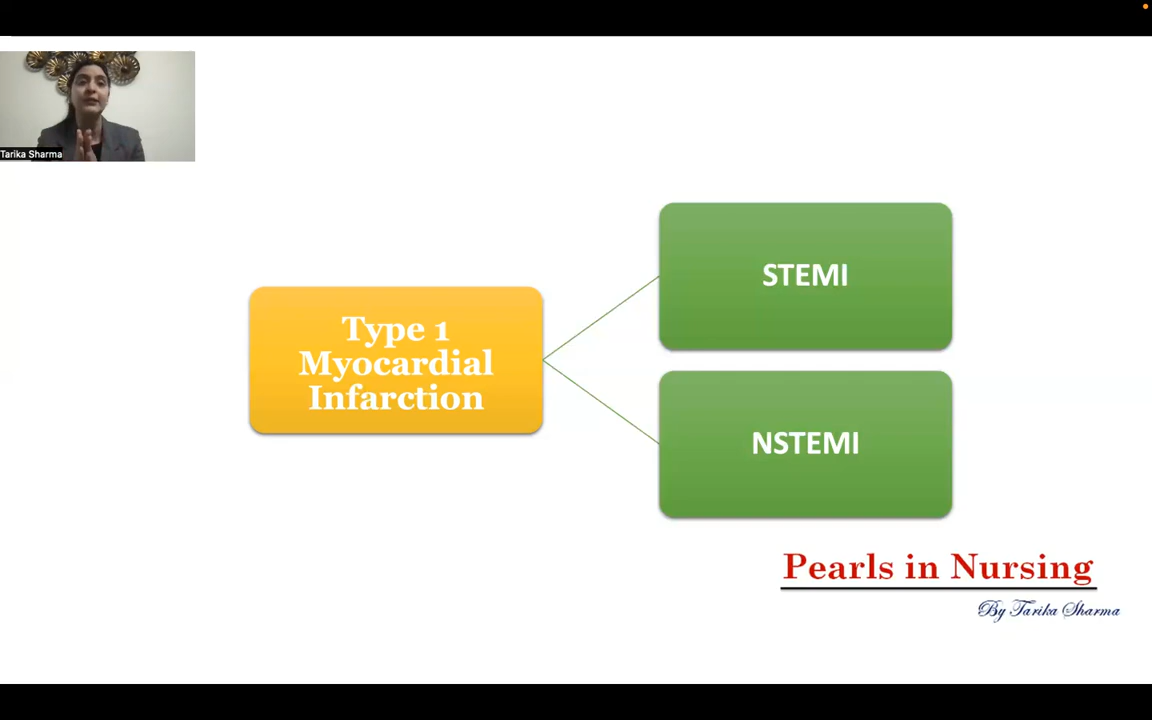 Tarika Sharma
Type 1
Myocardial
Infarction
STEMI
NSTEMI
Pearls in Nursing
By Tarika Sharma